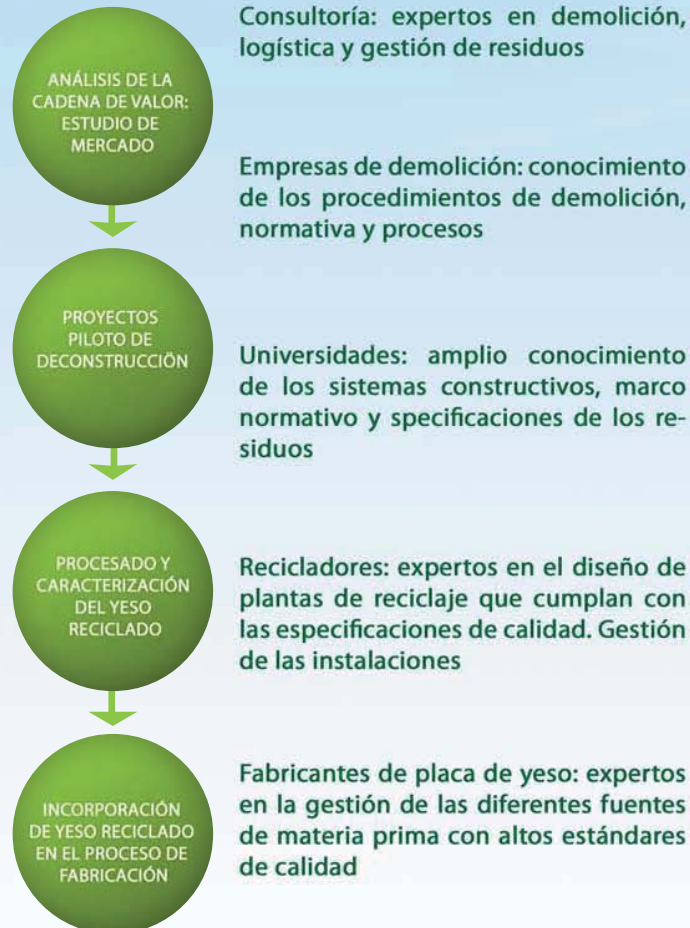 ANÁLISIS DE LA
CADENA DE VALOR:
ESTUDIO DE
MERCADO
PROYECTOS
PILOTO DE
DECONSTRUCCIÖN
PROCESADO Y
CARACTERIZACIÓN
DEL YESO
RECICLADO
INCORPORACIÓN
DE YESO RECICLADO
EN EL PROCESO DE
FABRICACIÓN
Consultoría: expertos en demolición,
logística y gestión de residuos
Empresas de demolición: conocimiento
de los procedimientos de demolición,
normativa y procesos
Universidades: amplio conocimiento
de los sistemas constructivos, marco
normativo y specificaciones de los re-
siduos
Recicladores: expertos en el diseño de
plantas de reciclaje que cumplan con
las especificaciones de calidad. Gestión
de las instalaciones
Fabricantes de placa de yeso: expertos
en la gestión de las diferentes fuentes
de materia prima con altos estándares
de calidad